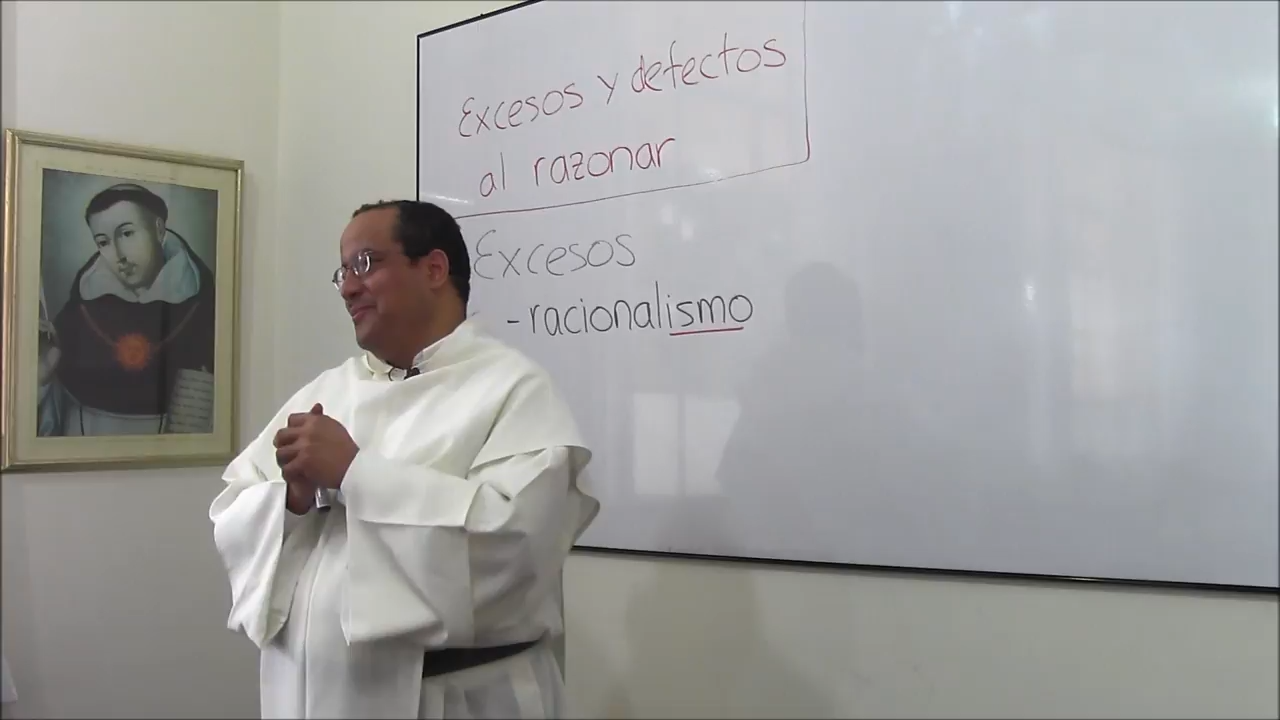 Excesos y defectos
al razonar
Excesos
- racionalismo